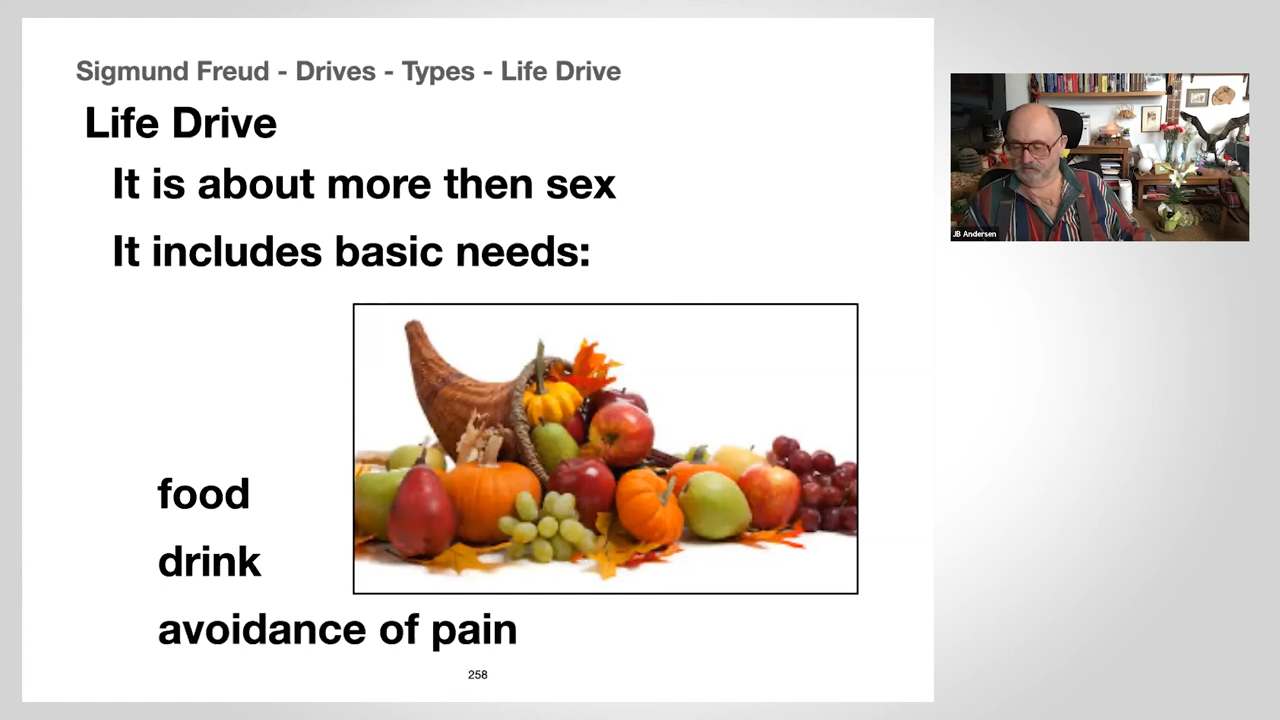 Sigmund Freud - Drives - Types - Life Drive
Life Drive
It is about more then sex
It includes basic needs:
food
drink
avoidance of pain
258
JB Andersen